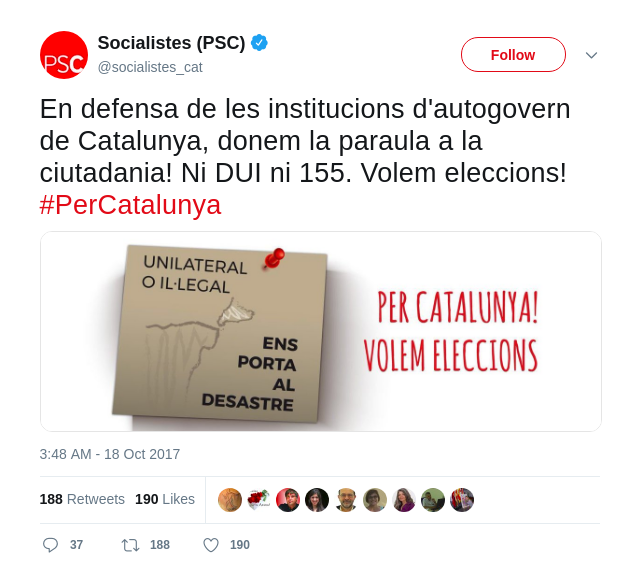 PSC
Socialistes (PSC)
@socialistes_cat
Follow
En defensa de les institucions d'autogovern
de Catalunya, donem la paraula a la
ciutadania! Ni DUI ni 155. Volem eleccions!
#PerCatalunya
UNILATERAL
O IL·LEGAL
ENS
PORTA
AL
DESASTRE
PER CATALUNYA!
VOLEM ELECCIONS
3:48 AM - 18 Oct 2017
188 Retweets 190 Likes
37 188 190